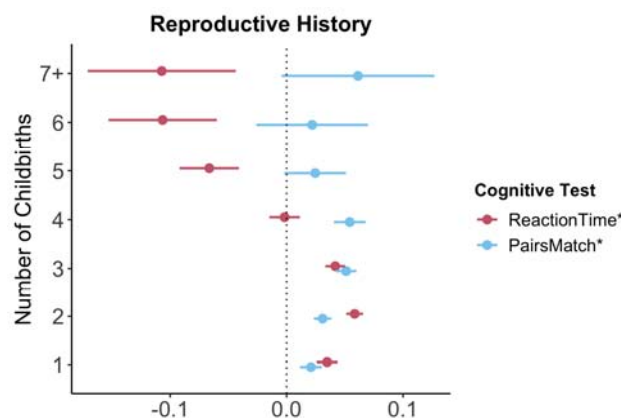 Reproductive History
Number of Childbirths
7+
6
5
4
3
2
1
-0.1 0.0 0.1
Cognitive Test
ReactionTime*
PairsMatch*